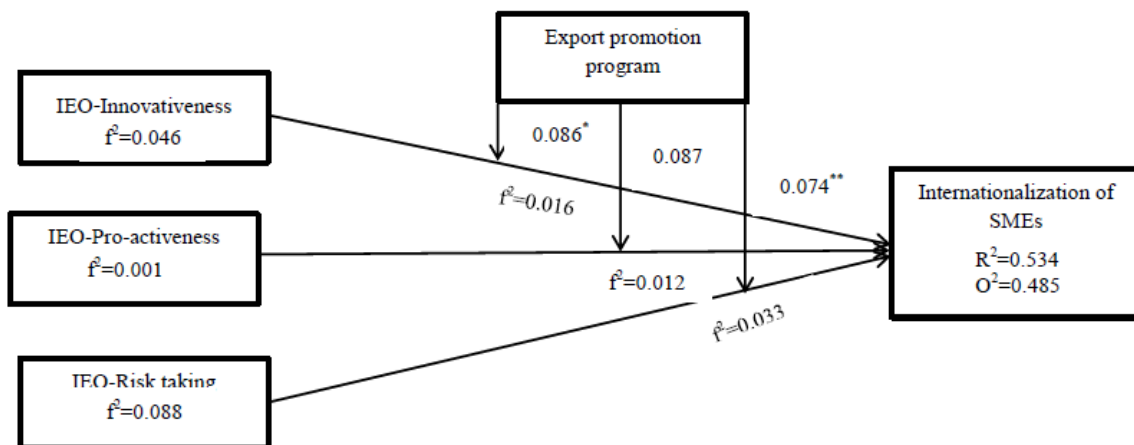 Export promotion
program
IEO-Innovativeness
f²=0.046
0.086*
0.087
0.074**
f²=0.016
Internationalization of
SMEs
R²=0.534
O²=0.485
IEO-Pro-activeness
f²=0.001
f²=0.012
f²=0.033
IEO-Risk taking
f²=0.088